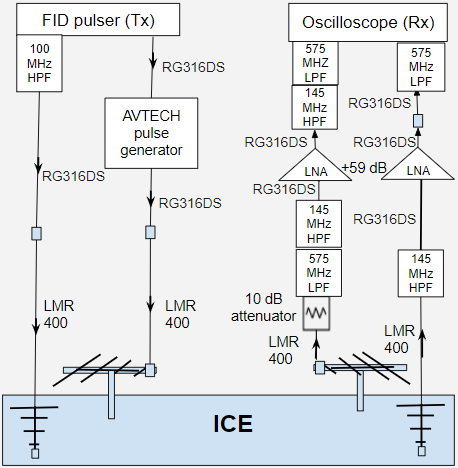 FID pulser (Tx)
Oscilloscope (Rx)
100
MHz
HPF
RG316DS
AVTECH
pulse
generator
RG316DS
RG316DS
LMR
400
LMR
400
575
MHZ
LPF
145
MHz
HPF
575
MHz
LPF
RG316DS
RG316DS
LNA
+59 dB
LNA
RG316DS
145
MHz
HPF
RG316DS
575
MHz
LPF
145
MHz
HPF
10 dB
attenuator
LMR
400
LMR
400
ICE